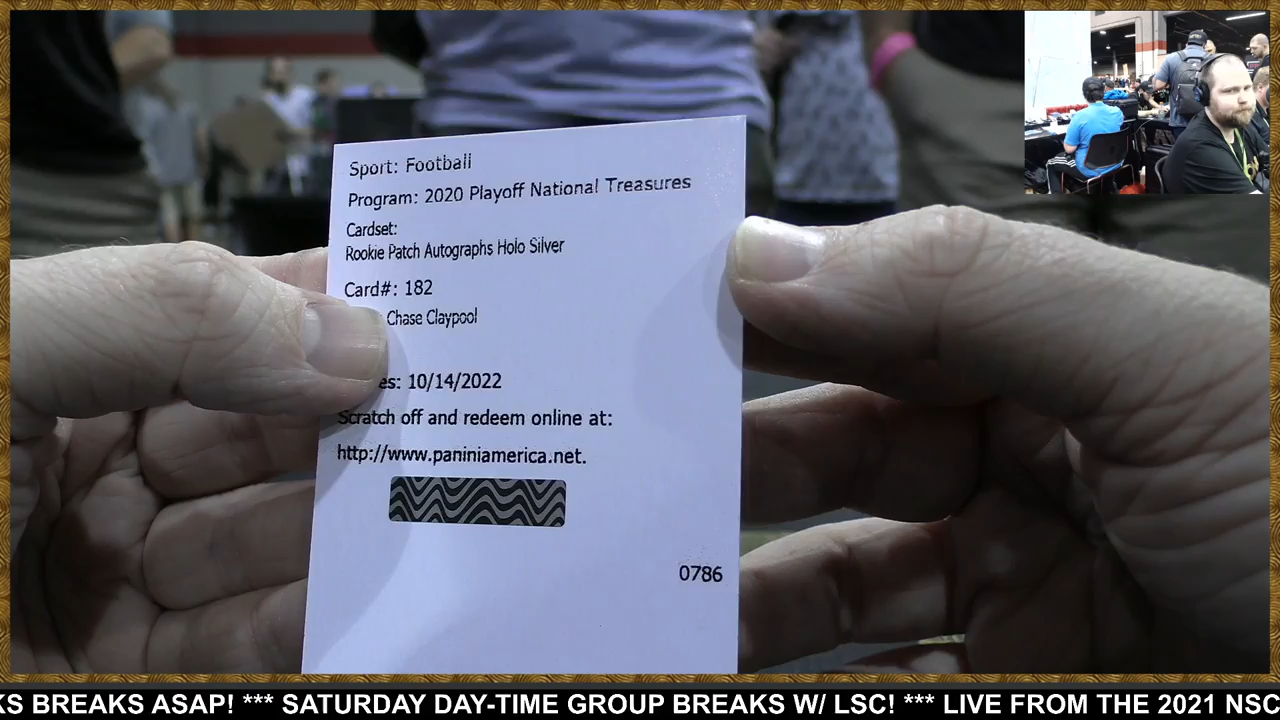 Sport: Football
Program: 2020 Playoff National Treasures
Cardset:
Rookie Patch Autographs Holo Silver
Card#: 182
Chase Claypool
es: 10/14/2022
Scratch off and redeem online at:
http://www.paniniamerica.net.
0786
KS BREAKS ASAP! *** SATURDAY DAY-TIME GROUP BREAKS W/ LSC! *** LIVE FROM THE 2021 NSC